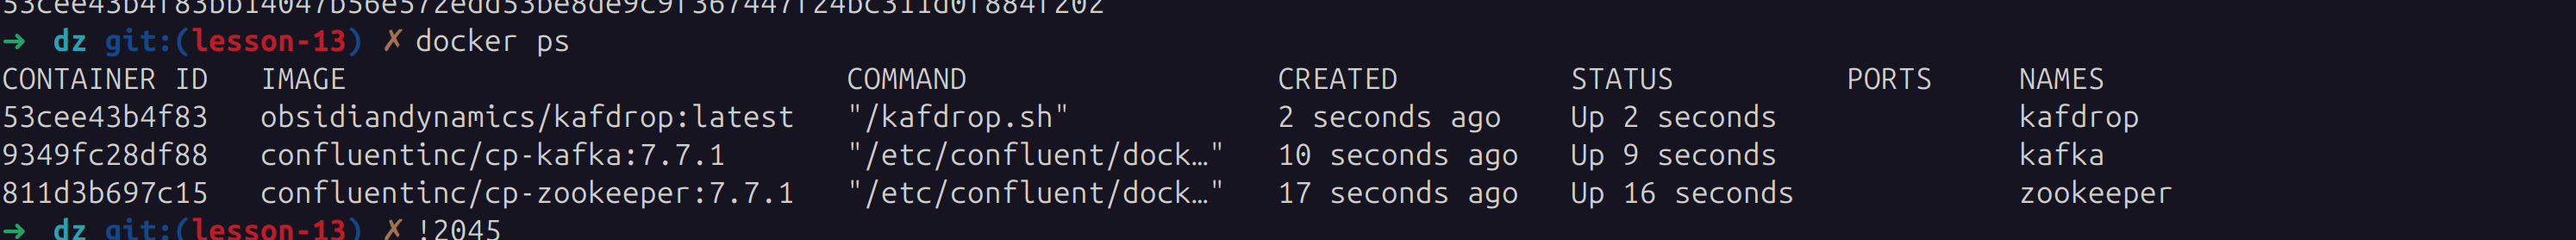 53cee43b4f83bb14047b56e572edd53be8de9c9f367447f24bc311d0f884f202
→ dz git:(lesson-13) ✗ docker ps
CONTAINER ID IMAGE COMMAND CREATED STATUS PORTS NAMES
53cee43b4f83 obsidiandynamics/kafdrop:latest "/kafdrop.sh" 2 seconds ago Up 2 seconds kafdrop
9349fc28df88 confluentinc/cp-kafka:7.7.1 "/etc/confluent/dock…" 10 seconds ago Up 9 seconds kafka
811d3b697c15 confluentinc/cp-zookeeper:7.7.1 "/etc/confluent/dock…" 17 seconds ago Up 16 seconds zookeeper
→ dz git:(lesson-13) ✗ !2045